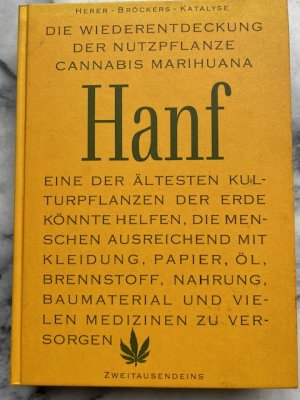 HERER · BRÖCKERS · KATALYSE
DIE WIEDERENTDECKUNG
DER NUTZPFLANZE
CANNABIS MARIHUANA
Hanf
EINE DER ÄLTESTEN KUL-
TURPFLANZEN DER ERDE
KÖNNTE HELFEN, DIE MEN-
SCHEN AUSREICHEND MIT
KLEIDUNG, PAPIER, ÖL,
BRENNSTOFF, NAHRUNG,
BAUMATERIAL UND VIE-
LEN MEDIZINEN ZU VER-
SORGEN
ZWEITAUSENDEINS